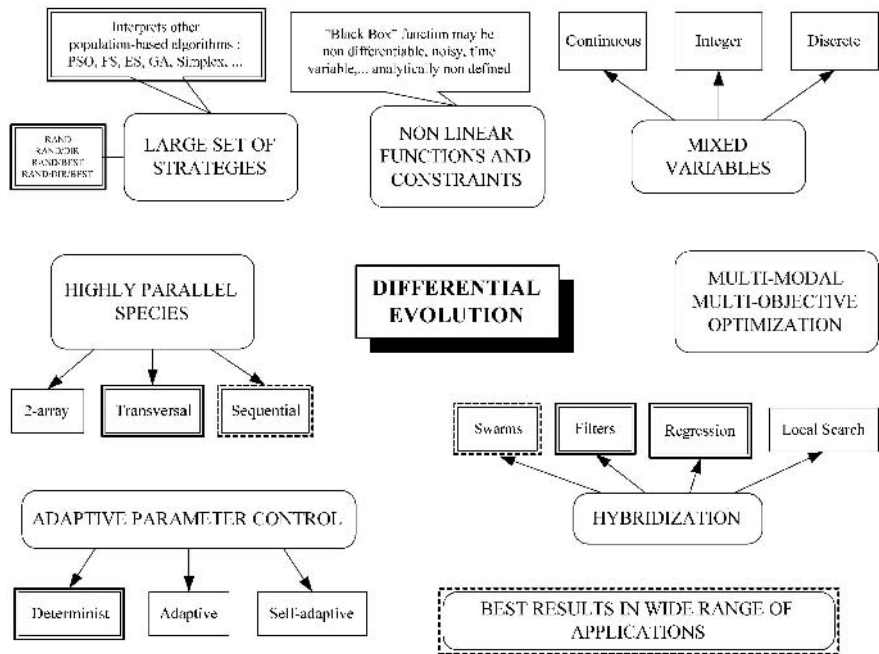 Interprets other
population-based algorithms :
PSO, FS, ES, GA, Simplex, ...
"Black Box" function may be
non differentiable, noisy, time
variable,... analytically non defined
Continuous
Integer
Discrete
RAND
RAND/DIR
RAND/BEST
RAND/DIR/BEST
LARGE SET OF
STRATEGIES
NON LINEAR
FUNCTIONS AND
CONSTRAINTS
MIXED
VARIABLES
HIGHLY PARALLEL
SPECIES
DIFFERENTIAL
EVOLUTION
MULTI-MODAL
MULTI-OBJECTIVE
OPTIMIZATION
2-array
Transversal
Sequential
Swarms
Filters
Regression
Local Search
ADAPTIVE PARAMETER CONTROL
HYBRIDIZATION
Determinist
Adaptive
Self-adaptive
BEST RESULTS IN WIDE RANGE OF
APPLICATIONS